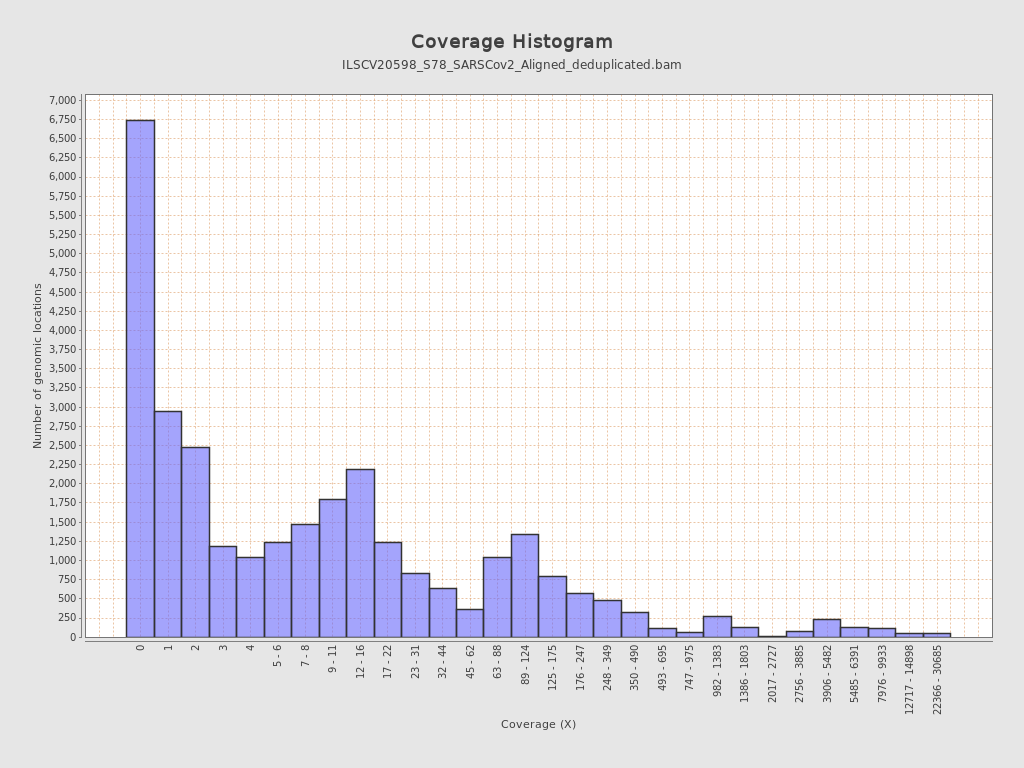 Coverage Histogram
ILSCV20598_S78_SARSCov2_Aligned_deduplicated.bam
Number of genomic locations
7,000
6,750
6,500
6,250
6,000
5,750
5,500
5,250
5,000
4,750
4,500
4,250
4,000
3,750
3,500
3,250
3,000
2,750
2,500
2,250
2,000
1,750
1,500
1,250
1,000
750
500
250
0
0
1
2
3
4
5 - 6
7 - 8
9 - 11
12 - 16
17 - 22
23 - 31
32 - 44
45 - 62
63 - 88
89 - 124
125 - 175
176 - 247
248 - 349
350 - 490
493 - 695
747 - 975
982 - 1383
1386 - 1803
2017 - 2727
2756 - 3885
3906 - 5482
5485 - 6391
7976 - 9933
12717 - 14898
22366 - 30685
Coverage (X)